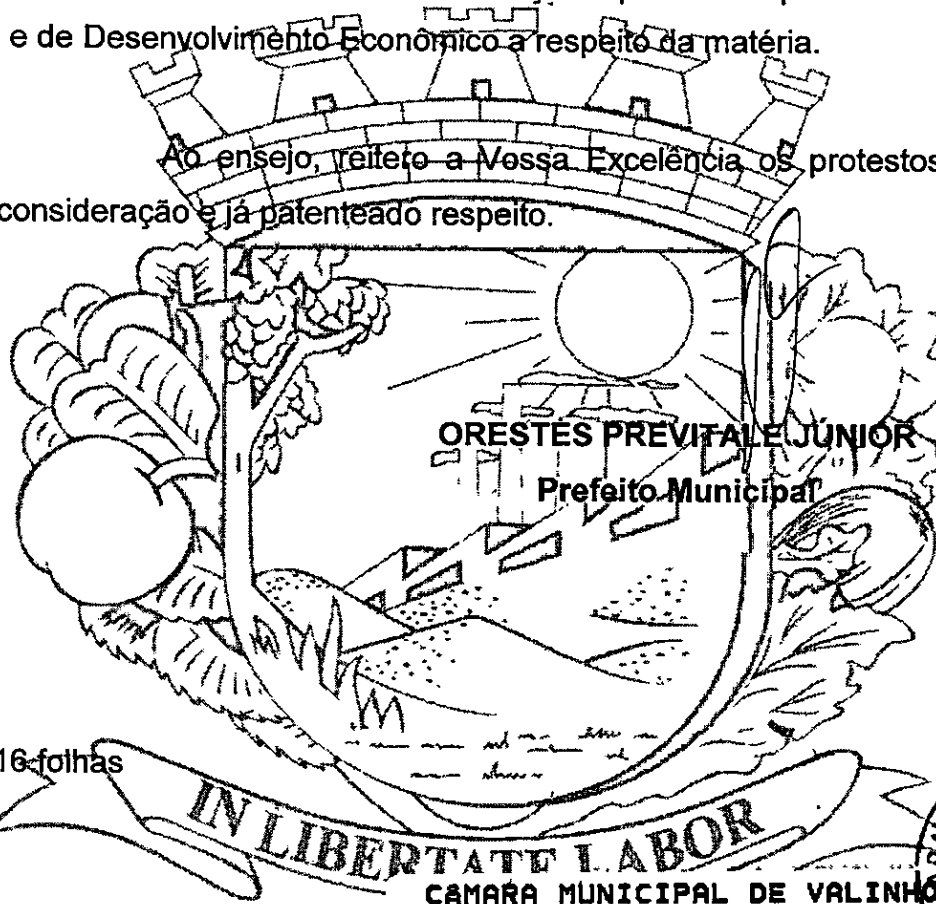 e de Desenvolvimento Econômico a respeito da matéria.
Ao ensejo, reitero a Vossa Excelência os protestos
consideração e já patenteado respeito.
ORESTES PREVITALE JÚNIOR
Prefeito Municipal
16 folhas
IN LIBERTATE LABOR
CÂMARA MUNICIPAL DE VALINHO